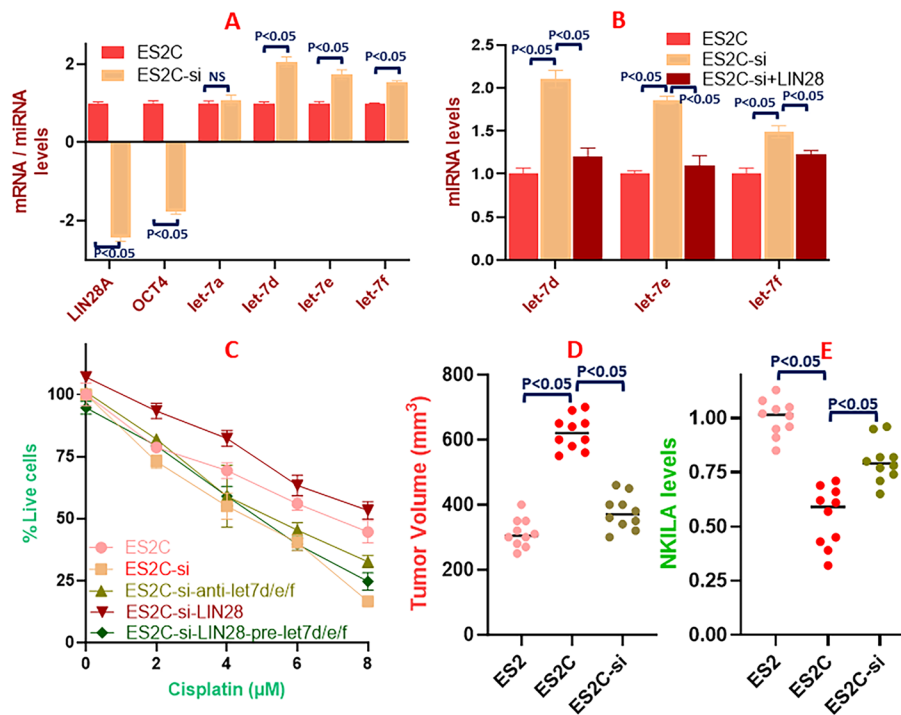 A
mRNA / miRNA
levels
ES2C
ES2C-si
2
0
-2
P<0.05
P<0.05
NS
P<0.05
P<0.05
P<0.05
LIN28A
OCT4
let-7a
let-7d
let-7e
let-7f
B
miRNA levels
ES2C
ES2C-si
ES2C-si+LIN28
2.5
2.0
1.5
1.0
0.5
0.0
P<0.05 P<0.05
P<0.05
P<0.05
P<0.05
P<0.05
let-7d
let-7e
let-7f
C
% Live cells
100
75
50
25
0
ES2C
ES2C-si
ES2C-si-anti-let7d/e/f
ES2C-si-LIN28
ES2C-si-LIN28-pre-let7d/e/f
0 2 4 6 8
Cisplatin (μM)
D
Tumor Volume (mm³)
800
600
400
200
0
P<0.05
P<0.05
ES2
ES2C
ES2C-si
E
NKILA levels
1.00
0.75
0.50
0.25
0.00
P<0.05
P<0.05
ES2
ES2C
ES2C-si